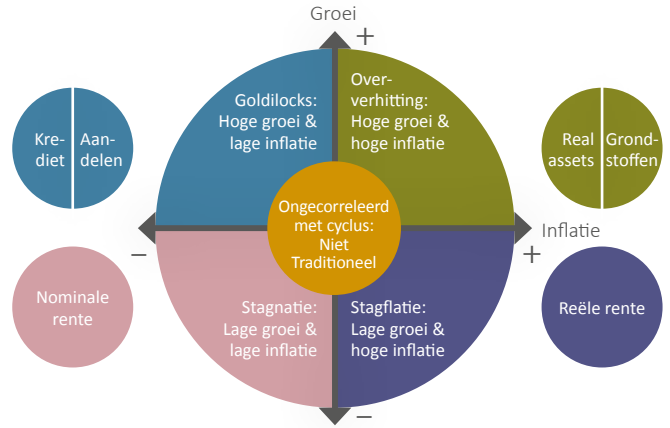 Groei
+
Goldilocks:
Hoge groei &
lage inflatie
Over-
verhitting:
Hoge groei &
hoge inflatie
Kre-
diet
Aan-
delen
Real
assets
Grond-
stoffen
Ongecorreleerd
met cyclus:
Niet
Traditioneel
Inflatie
–
+
Nominale
rente
Stagnatie:
Lage groei &
lage inflatie
Stagflatie:
Lage groei &
hoge inflatie
Reële rente
–